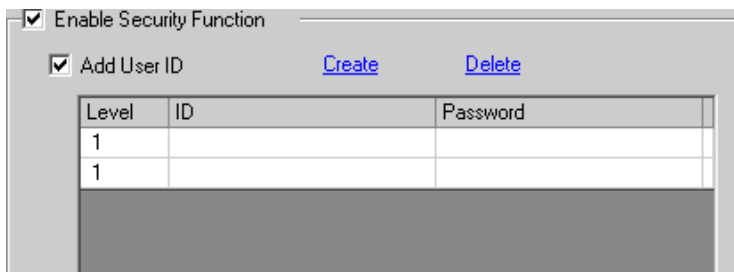 Enable Security Function
Add User ID Create Delete
Level ID Password
1
1